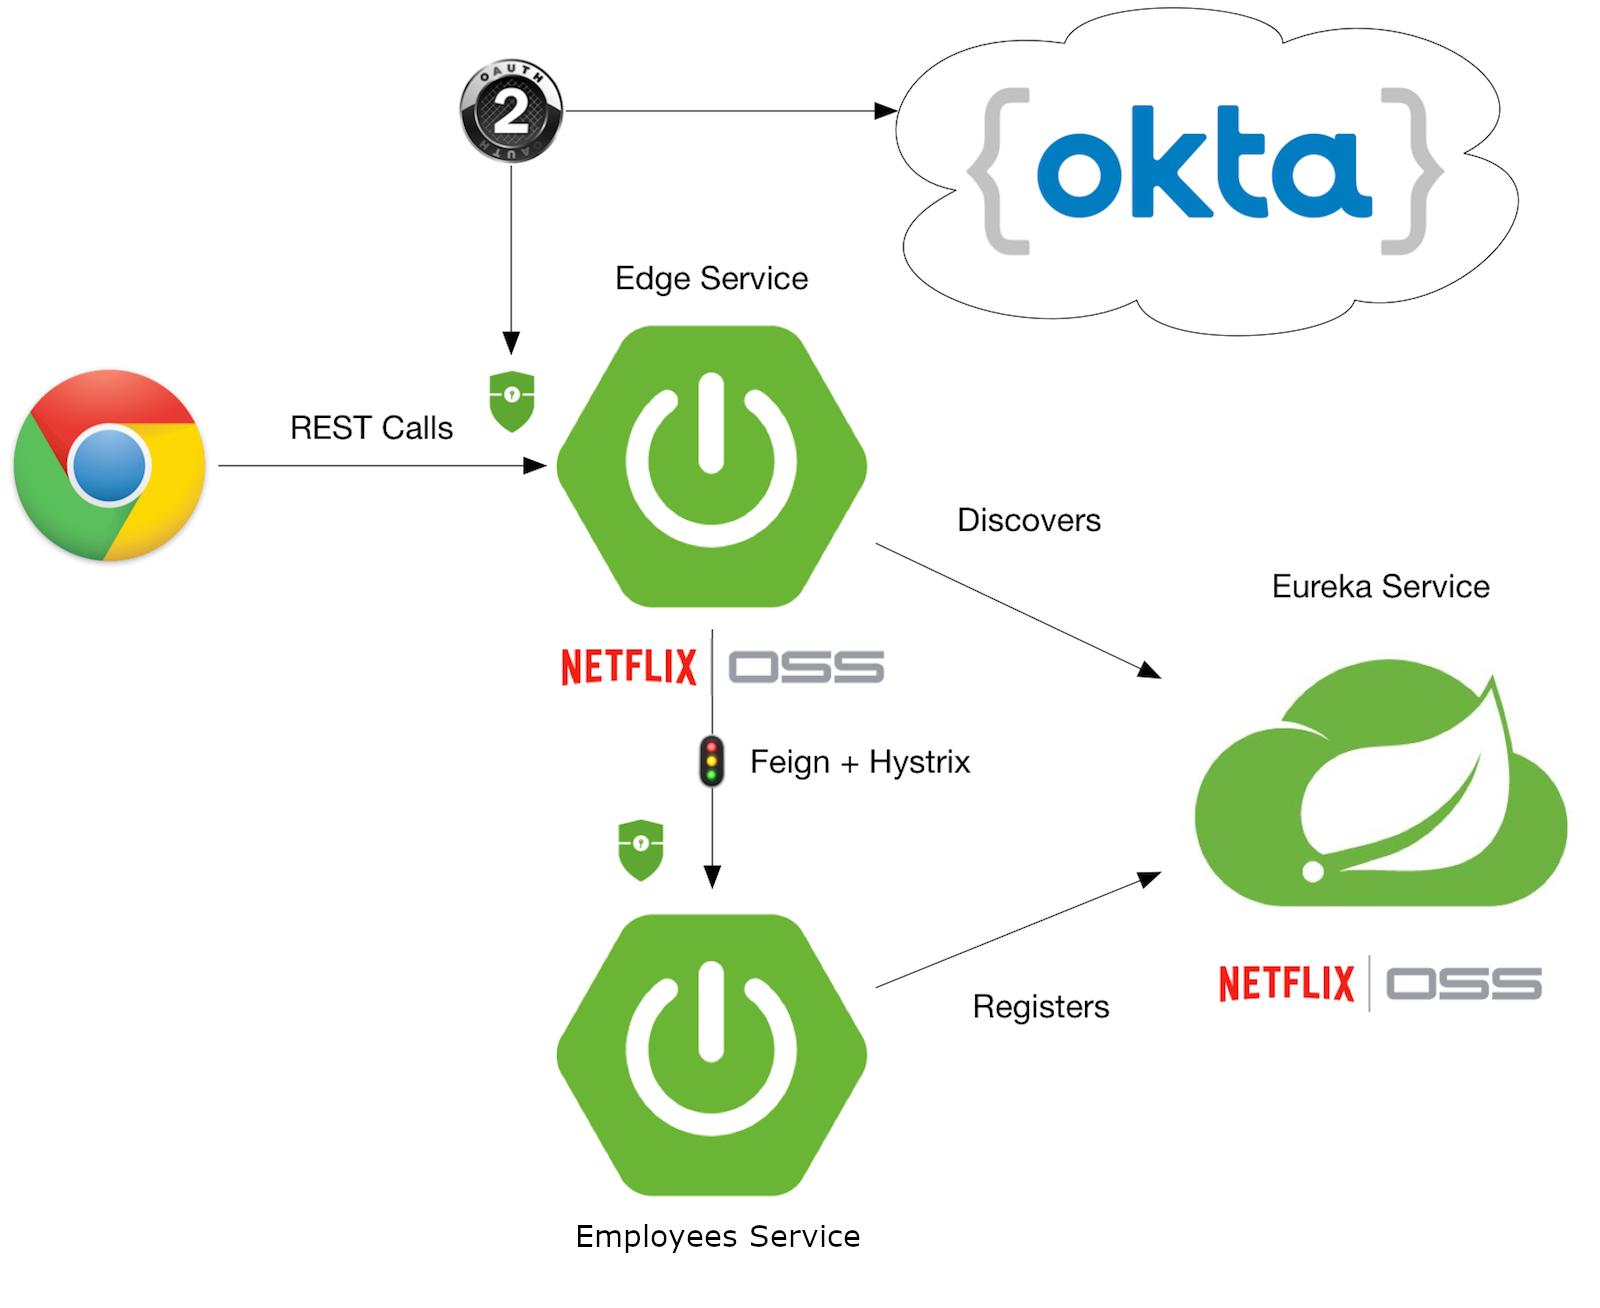 OAUTH
2
OAUTH
{okta}
Edge Service
REST Calls
Discovers
Eureka Service
NETFLIX OSS
Feign + Hystrix
NETFLIX OSS
Registers
Employees Service